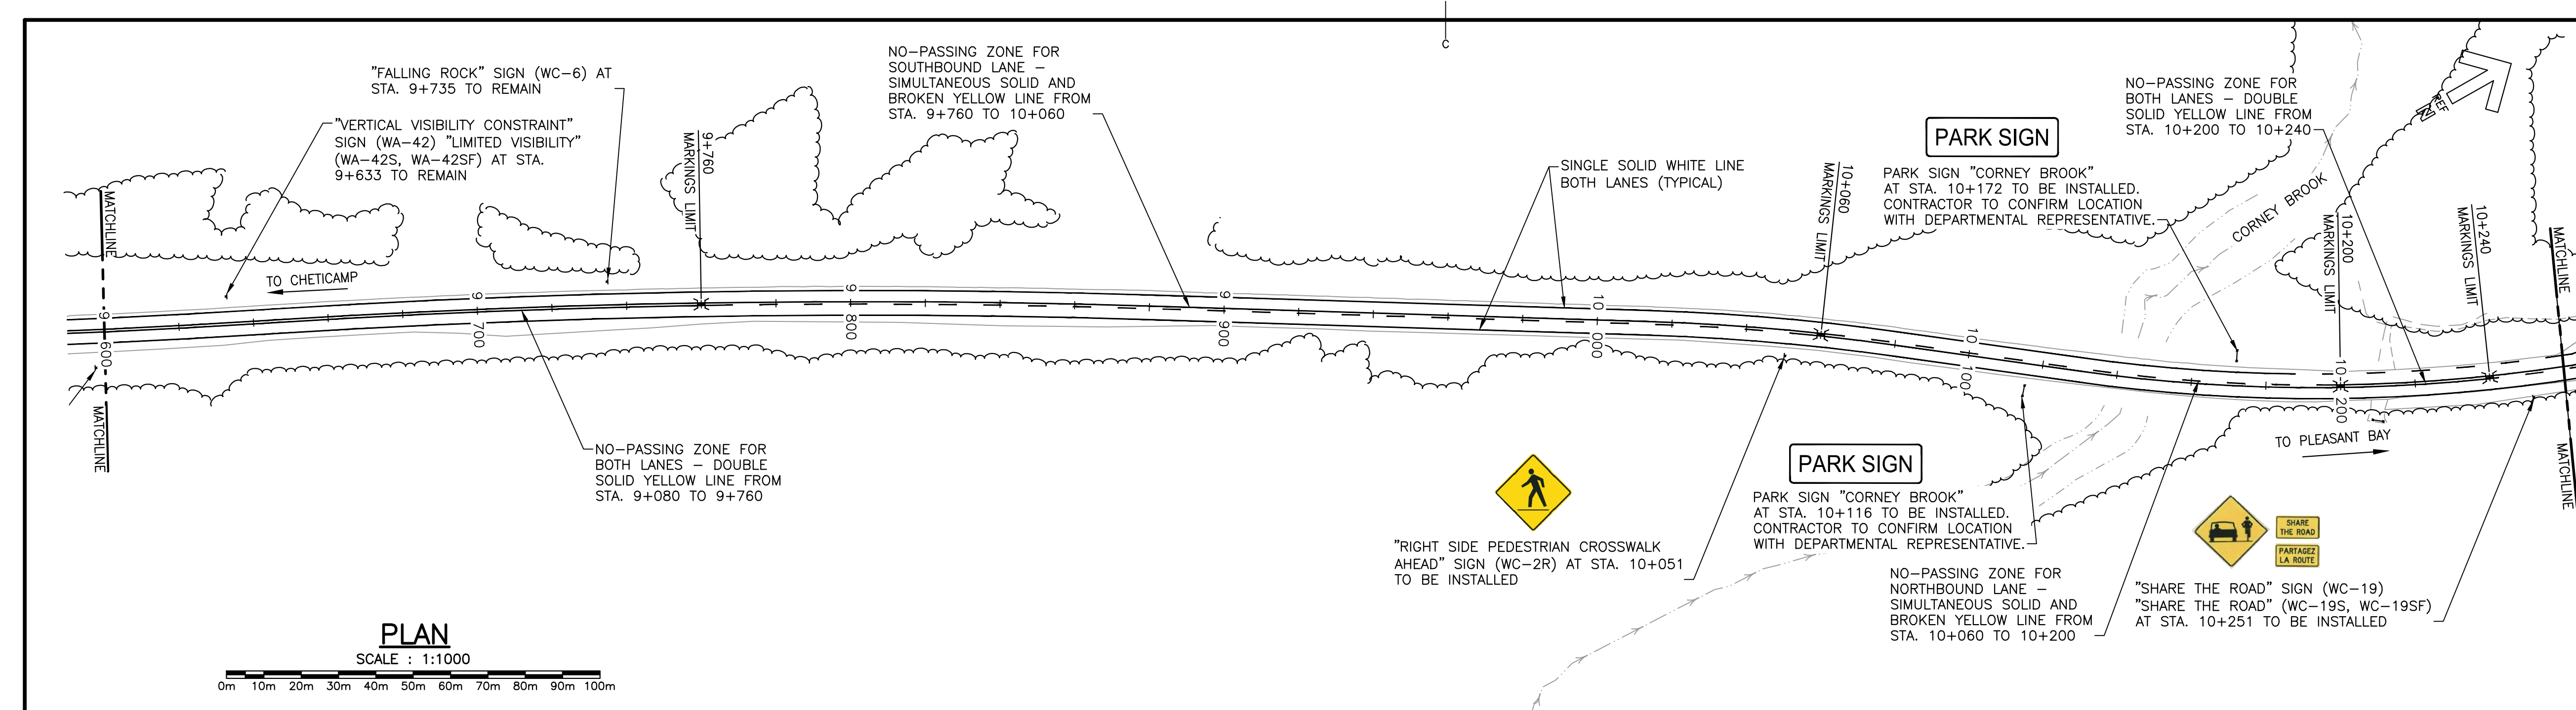 C
"FALLING ROCK" SIGN (WC-6) AT
STA. 9+735 TO REMAIN
"VERTICAL VISIBILITY CONSTRAINT"
SIGN (WA-42) "LIMITED VISIBILITY"
(WA-42S, WA-42SF) AT STA.
9+633 TO REMAIN
NO-PASSING ZONE FOR
SOUTHBOUND LANE -
SIMULTANEOUS SOLID AND
BROKEN YELLOW LINE FROM
STA. 9+760 TO 10+060
9+760
MARKINGS LIMIT
SINGLE SOLID WHITE LINE
BOTH LANES (TYPICAL)
10+060
MARKINGS LIMIT
PARK SIGN
PARK SIGN "CORNEY BROOK"
AT STA. 10+172 TO BE INSTALLED.
CONTRACTOR TO CONFIRM LOCATION
WITH DEPARTMENTAL REPRESENTATIVE.
NO-PASSING ZONE FOR
BOTH LANES - DOUBLE
SOLID YELLOW LINE FROM
STA. 10+200 TO 10+240
REF
N
CORNEY BROOK
10+200
MARKINGS LIMIT
10+240
MARKINGS LIMIT
MATCHLINE
MATCHLINE
TO CHETICAMP
9
600
9
700
9
800
9
900
10
000
10
100
10
200
MATCHLINE
MATCHLINE
TO PLEASANT BAY
NO-PASSING ZONE FOR
BOTH LANES - DOUBLE
SOLID YELLOW LINE FROM
STA. 9+080 TO 9+760
"RIGHT SIDE PEDESTRIAN CROSSWALK
AHEAD" SIGN (WC-2R) AT STA. 10+051
TO BE INSTALLED
PARK SIGN
PARK SIGN "CORNEY BROOK"
AT STA. 10+116 TO BE INSTALLED.
CONTRACTOR TO CONFIRM LOCATION
WITH DEPARTMENTAL REPRESENTATIVE.
NO-PASSING ZONE FOR
NORTHBOUND LANE -
SIMULTANEOUS SOLID AND
BROKEN YELLOW LINE FROM
STA. 10+060 TO 10+200
SHARE
THE ROAD
PARTAGEZ
LA ROUTE
"SHARE THE ROAD" SIGN (WC-19)
"SHARE THE ROAD" (WC-19S, WC-19SF)
AT STA. 10+251 TO BE INSTALLED
PLAN
SCALE : 1:1000
0m 10m 20m 30m 40m 50m 60m 70m 80m 90m 100m